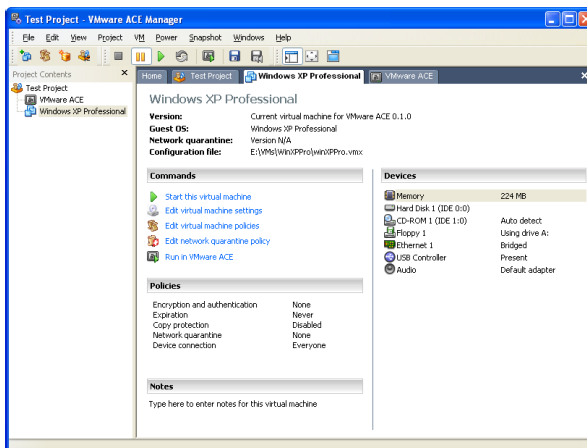 Test Project - VMware ACE Manager
File Edit View Project VM Power Snapshot Windows Help
Project Contents
Test Project
VMware ACE
Windows XP Professional
Home Test Project Windows XP Professional VMware ACE
Windows XP Professional
Version: Current virtual machine for VMware ACE 0.1.0
Guest OS: Windows XP Professional
Network quarantine: Version N/A
Configuration file: E:\VMs\WinXPPro\winXPPro.vmx
Commands
Start this virtual machine
Edit virtual machine settings
Edit virtual machine policies
Edit network quarantine policy
Run in VMware ACE
Policies
Encryption and authentication None
Expiration Never
Copy protection Disabled
Network quarantine None
Device connection Everyone
Notes
Type here to enter notes for this virtual machine
Devices
Memory 224 MB
Hard Disk 1 (IDE 0:0)
CD-ROM 1 (IDE 1:0) Auto detect
Floppy 1 Using drive A:
Ethernet 1 Bridged
USB Controller Present
Audio Default adapter